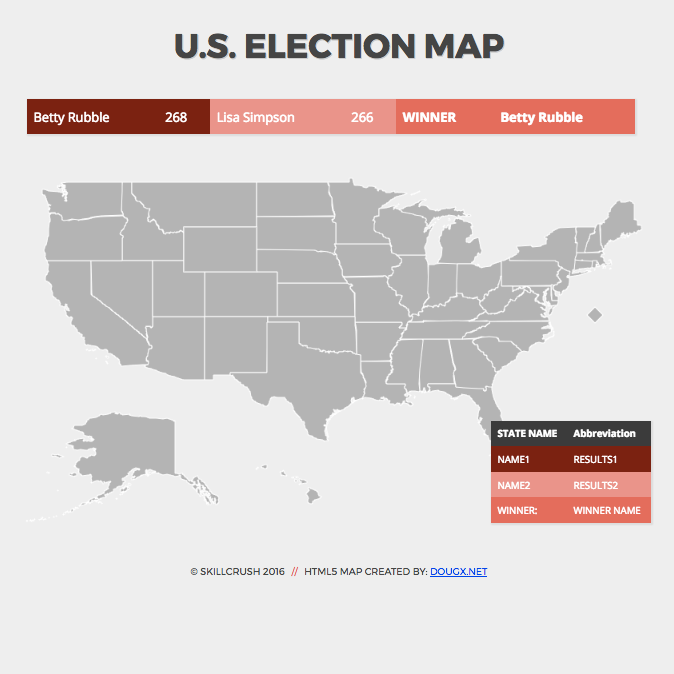 U.S. ELECTION MAP
Betty Rubble 268 Lisa Simpson 266 WINNER Betty Rubble
STATE NAME Abbreviation
NAME1 RESULTS1
NAME2 RESULTS2
WINNER: WINNER NAME
© SKILLCRUSH 2016 // HTML5 MAP CREATED BY: DOUGX.NET